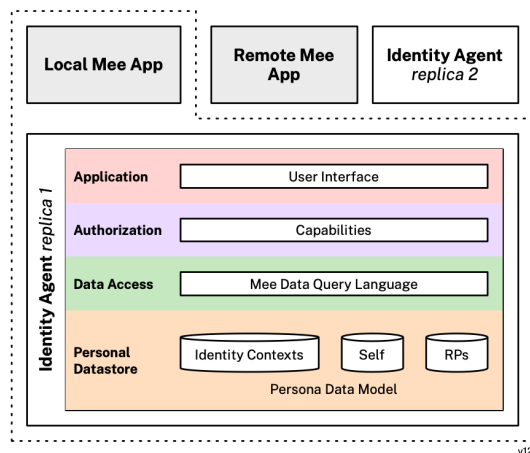 Local Mee App
Remote Mee
App
Identity Agent
replica 2
Identity Agent replica 1
Application
User Interface
Authorization
Capabilities
Data Access
Mee Data Query Language
Personal
Datastore
Identity Contexts
Self
RPs
Persona Data Model